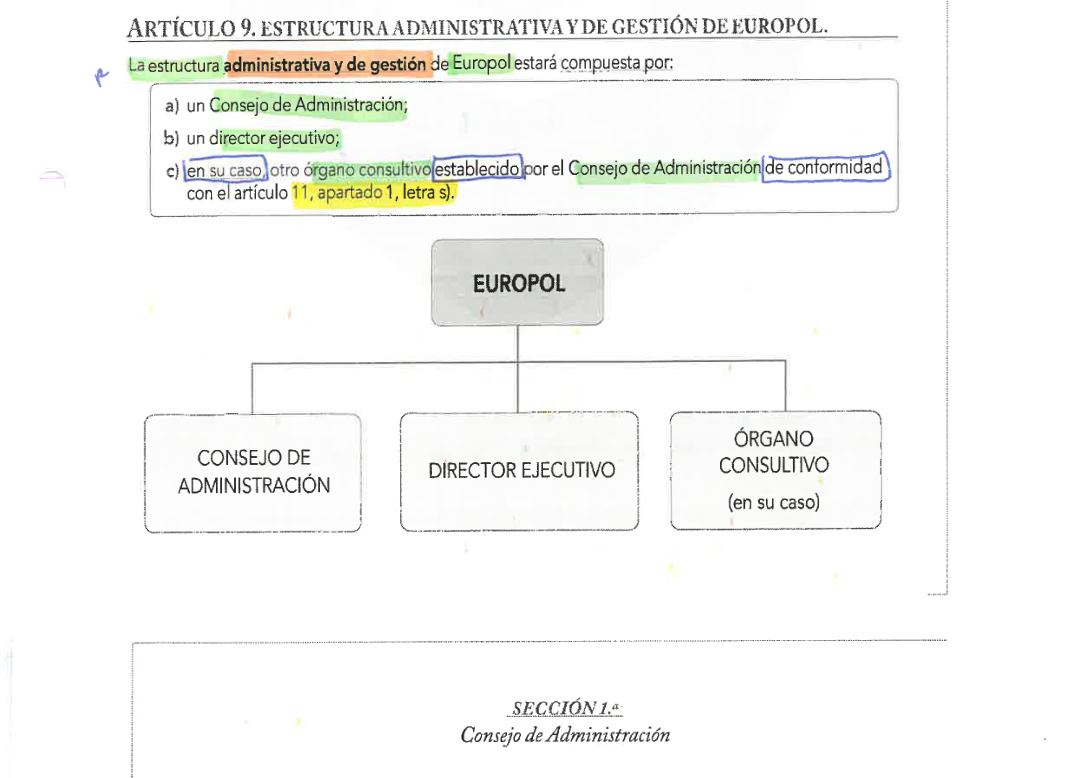 ARTÍCULO 9. ESTRUCTURA ADMINISTRATIVA Y DE GESTIÓN DE EUROPOL.
La estructura administrativa y de gestión de Europol estará compuesta por:
a) un Consejo de Administración;
b) un director ejecutivo;
c) en su caso, otro órgano consultivo establecido por el Consejo de Administración de conformidad
con el artículo 11, apartado 1, letra s).
EUROPOL
CONSEJO DE
ADMINISTRACIÓN
DIRECTOR EJECUTIVO
ÓRGANO
CONSULTIVO
(en su caso)
SECCIÓN 1.ª
Consejo de Administración